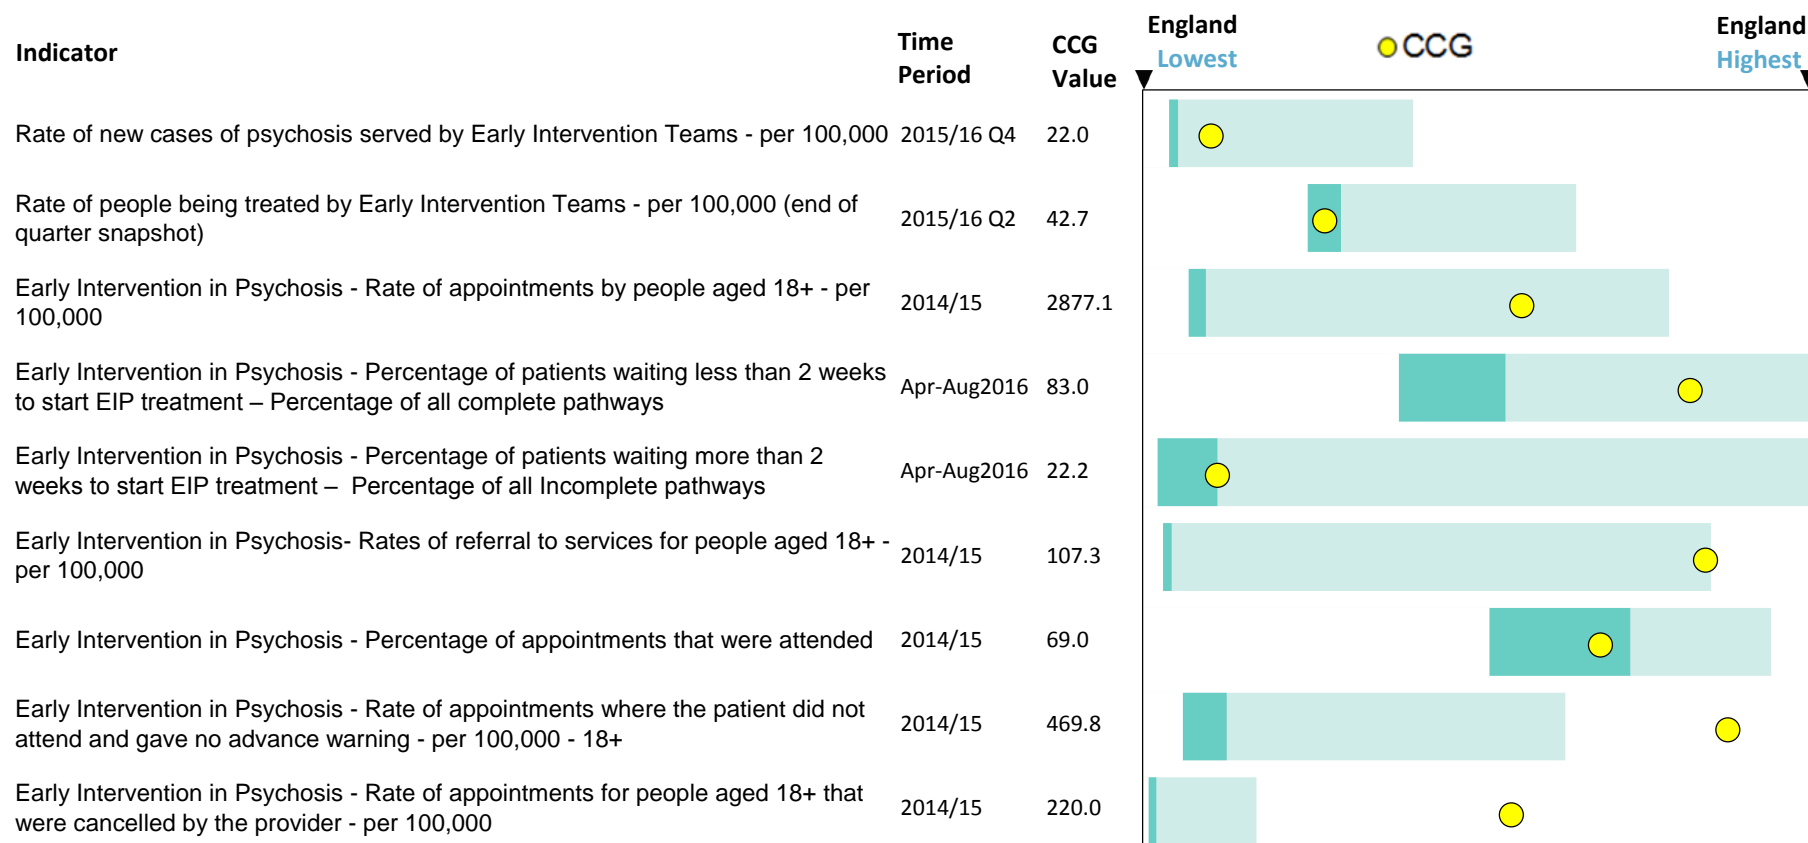 Indicator
Time
Period
CCG
Value
England
Lowest
CCG
England
Highest
Rate of new cases of psychosis served by Early Intervention Teams - per 100,000 2015/16 Q4 22.0
Rate of people being treated by Early Intervention Teams - per 100,000 (end of
quarter snapshot)
2015/16 Q2 42.7
Early Intervention in Psychosis - Rate of appointments by people aged 18+ - per
100,000
2014/15 2877.1
Early Intervention in Psychosis - Percentage of patients waiting less than 2 weeks
to start EIP treatment – Percentage of all complete pathways
Apr-Aug2016 83.0
Early Intervention in Psychosis - Percentage of patients waiting more than 2
weeks to start EIP treatment – Percentage of all Incomplete pathways
Apr-Aug2016 22.2
Early Intervention in Psychosis- Rates of referral to services for people aged 18+ -
per 100,000
2014/15 107.3
Early Intervention in Psychosis - Percentage of appointments that were attended 2014/15 69.0
Early Intervention in Psychosis - Rate of appointments where the patient did not
attend and gave no advance warning - per 100,000 - 18+
2014/15 469.8
Early Intervention in Psychosis - Rate of appointments for people aged 18+ that
were cancelled by the provider - per 100,000
2014/15 220.0